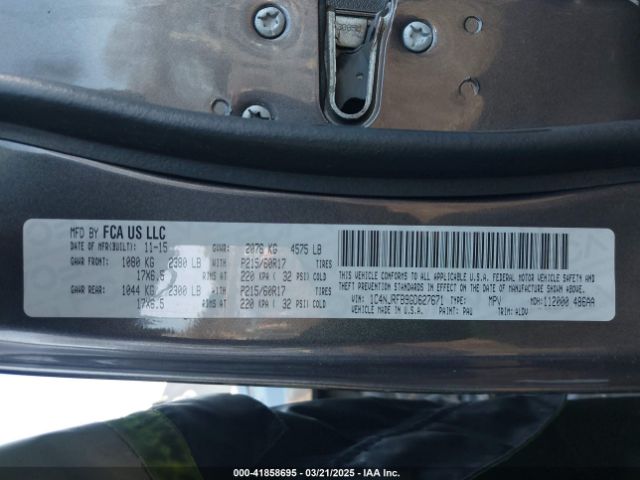 MFD BY FCA US LLC
DATE OF MFR(BUILT): 11-15 GVWR: 2076 KG 4575 LB
GAWR FRONT: 1080 KG 2380 LB WITH P215/60R17 TIRES
17X6.5 RIMS AT 220 KPA ( 32 PSI) COLD
GAWR REAR: 1044 KG 2300 LB WITH P215/60R17 TIRES
17X6.5 RIMS AT 220 KPA ( 32 PSI) COLD
THIS VEHICLE CONFORMS TO ALL APPLICABLE U.S.A. FEDERAL MOTOR VEHICLE SAFETY AND
THEFT PREVENTION STANDARDS IN EFFECT ON THE DATE OF MANUFACTURE SHOWN ABOVE.
VIN: 1C4NJRFB9GD627671 TYPE: MPV MDH: 112000 486AA
VEHICLE MADE IN U.S.A. PAINT: PAU TRIM: ALDV
000-41858695 - 03/21/2025 - IAA Inc.